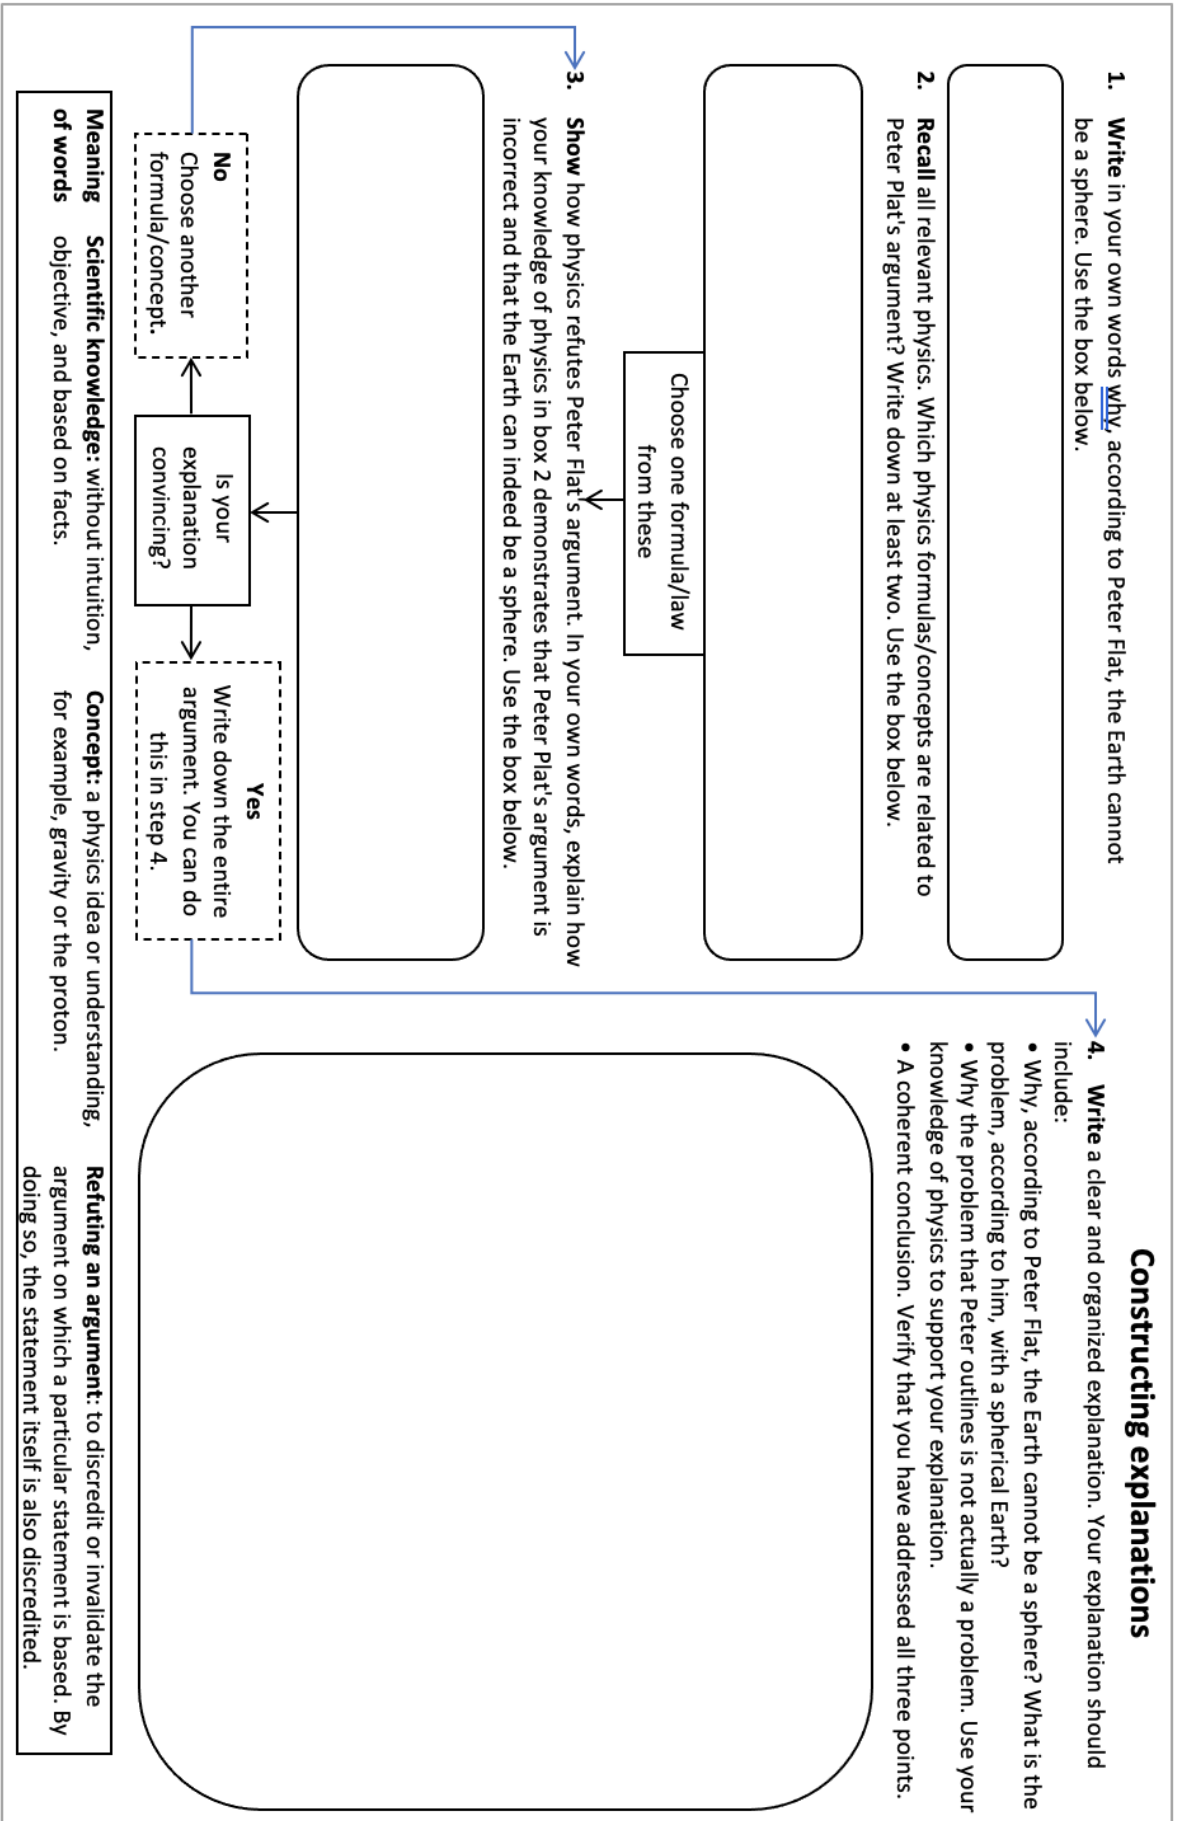 Constructing explanations
1. Write in your own words why, according to Peter Flat, the Earth cannot
be a sphere. Use the box below.
2. Recall all relevant physics. Which physics formulas/concepts are related to
Peter Plat's argument? Write down at least two. Use the box below.
Choose one formula/law
from these
3. Show how physics refutes Peter Flat's argument. In your own words, explain how
your knowledge of physics in box 2 demonstrates that Peter Plat's argument is
incorrect and that the Earth can indeed be a sphere. Use the box below.
No
Choose another
formula/concept.
Is your
explanation
convincing?
Yes
Write down the entire
argument. You can do
this in step 4.
4. Write a clear and organized explanation. Your explanation should
include:
• Why, according to Peter Flat, the Earth cannot be a sphere? What is the
problem, according to him, with a spherical Earth?
• Why the problem that Peter outlines is not actually a problem. Use your
knowledge of physics to support your explanation.
• A coherent conclusion. Verify that you have addressed all three points.
Meaning
of words
Scientific knowledge: without intuition,
objective, and based on facts.
Concept: a physics idea or understanding,
for example, gravity or the proton.
Refuting an argument: to discredit or invalidate the
argument on which a particular statement is based. By
doing so, the statement itself is also discredited.